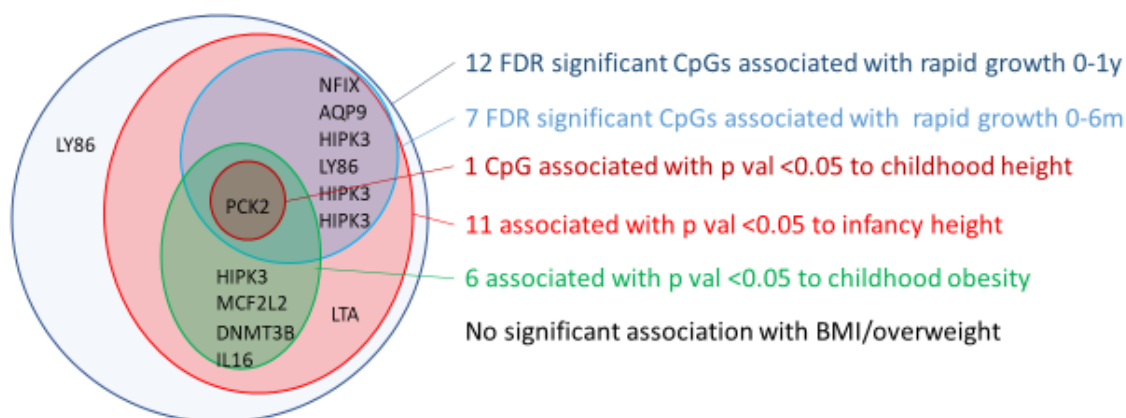 LY86
NFIX
AQP9
HIPK3
LY86
HIPK3
HIPK3
PCK2
HIPK3
MCF2L2
DNMT3B
IL16
LTA
12 FDR significant CpGs associated with rapid growth 0-1y
7 FDR significant CpGs associated with rapid growth 0-6m
1 CpG associated with p val <0.05 to childhood height
11 associated with p val <0.05 to infancy height
6 associated with p val <0.05 to childhood obesity
No significant association with BMI/overweight